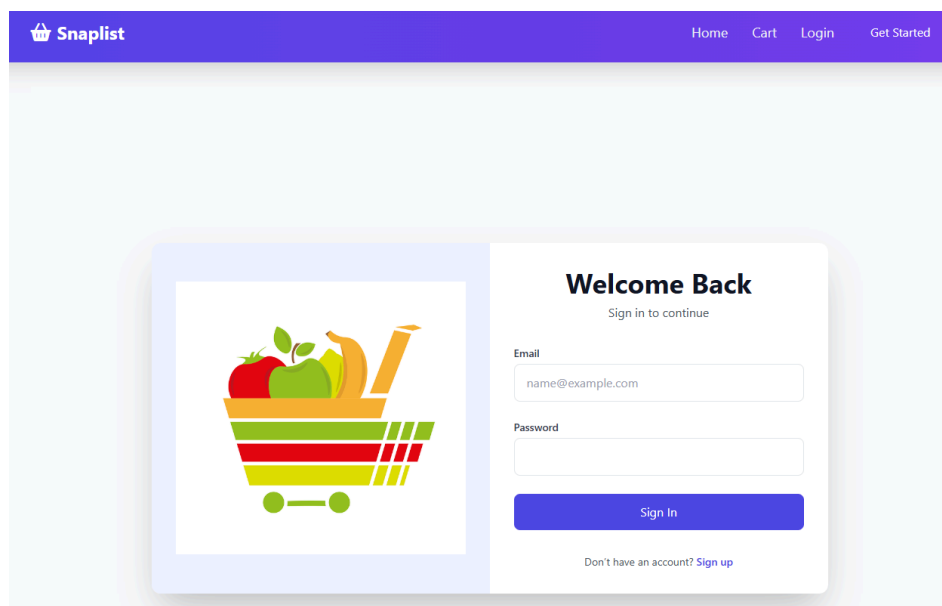 Snaplist Home Cart Login Get Started
Welcome Back
Sign in to continue
Email
name@example.com
Password
Sign In
Don't have an account? Sign up